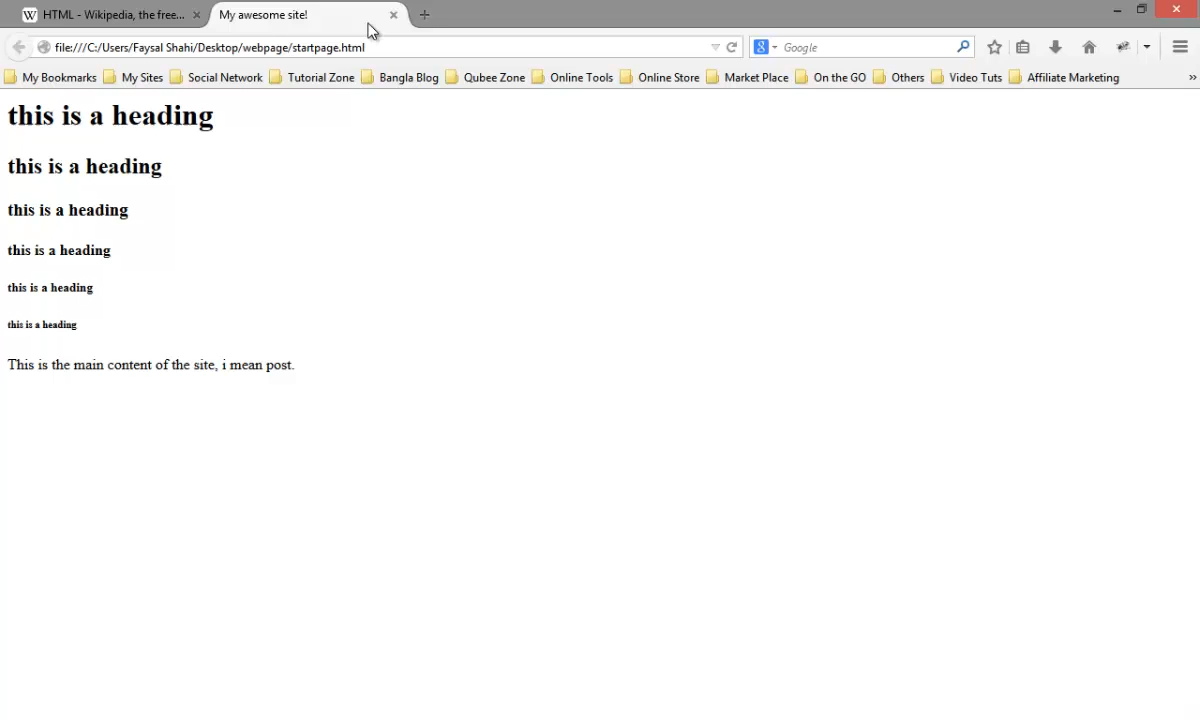 HTML - Wikipedia, the free...
My awesome site!
file:///C:/Users/Faysal Shahi/Desktop/webpage/startpage.html
Google
My Bookmarks My Sites Social Network Tutorial Zone Bangla Blog Qubee Zone Online Tools Online Store Market Place On the GO Others Video Tuts Affiliate Marketing
this is a heading
this is a heading
this is a heading
this is a heading
this is a heading
this is a heading
This is the main content of the site, i mean post.